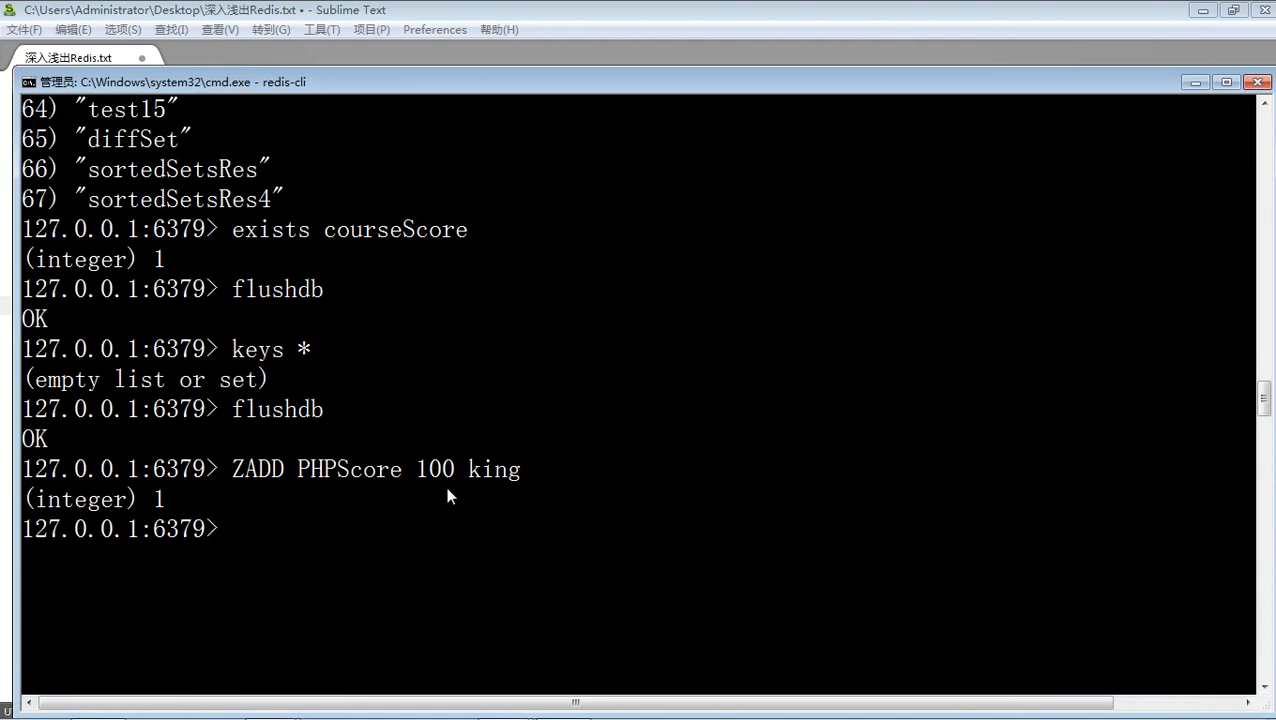 C:\Users\Administrator\Desktop\深入浅出Redis.txt • - Sublime Text
文件(F) 编辑(E) 选项(S) 查找(I) 查看(V) 转到(G) 工具(T) 项目(P) Preferences 帮助(H)
深入浅出Redis.txt
管理员: C:\Windows\system32\cmd.exe - redis-cli
64) "test15"
65) "diffSet"
66) "sortedSetsRes"
67) "sortedSetsRes4"
127.0.0.1:6379> exists courseScore
(integer) 1
127.0.0.1:6379> flushdb
OK
127.0.0.1:6379> keys *
(empty list or set)
127.0.0.1:6379> flushdb
OK
127.0.0.1:6379> ZADD PHPScore 100 king
(integer) 1
127.0.0.1:6379>